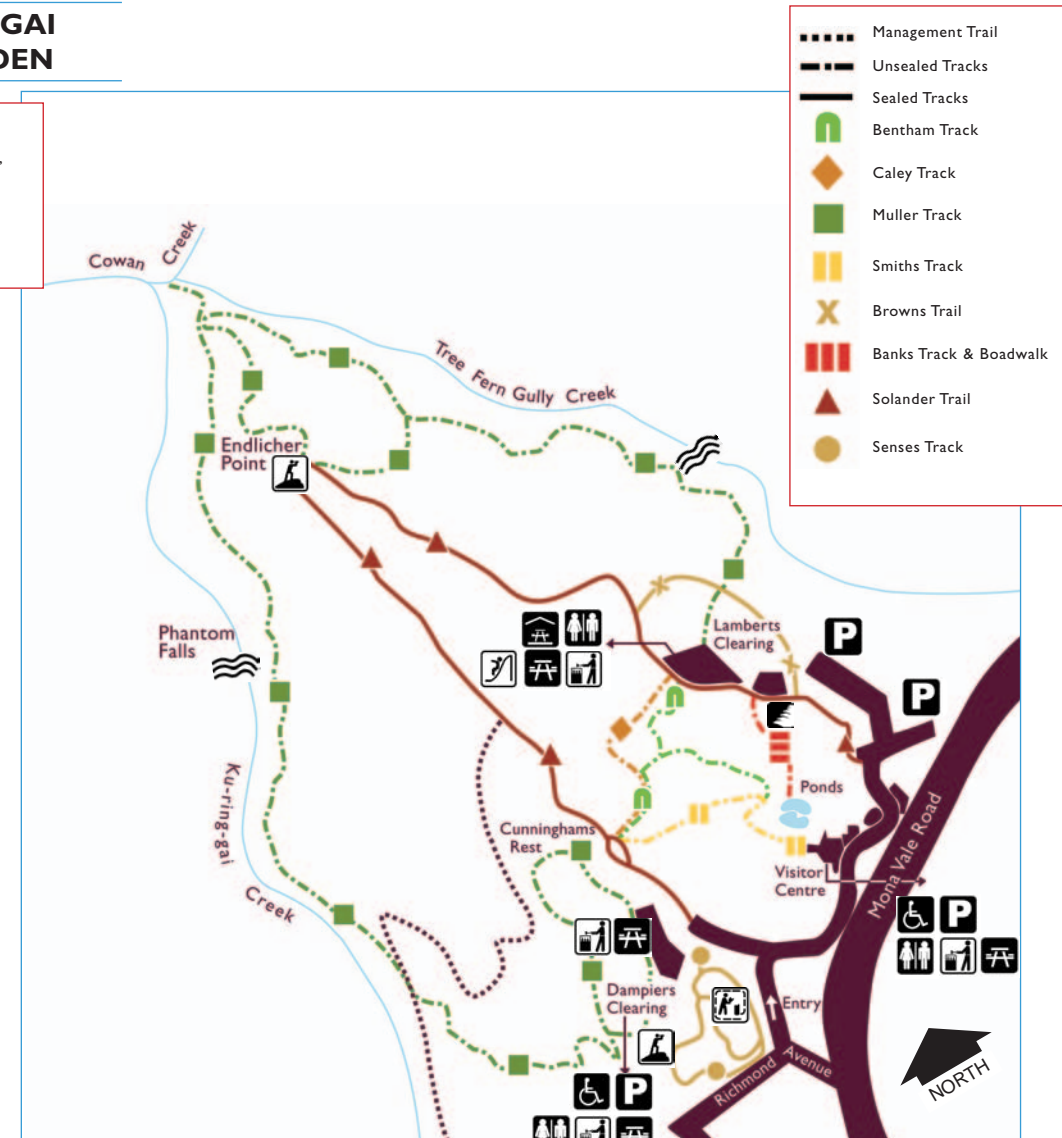 GAI
DEN
,
Management Trail
Unsealed Tracks
Sealed Tracks
Bentham Track
Caley Track
Muller Track
Smiths Track
Browns Trail
Banks Track & Boadwalk
Solander Trail
Senses Track
Cowan Creek
Tree Fern Gully Creek
Endlicher
Point
Phantom
Falls
Lamberts
Clearing
P
P
Ku-ring-gai Creek
Cunninghams
Rest
Ponds
Visitor
Centre
Mona Vale Road
P
Dampiers
Clearing
Entry
Richmond Avenue
P
NORTH